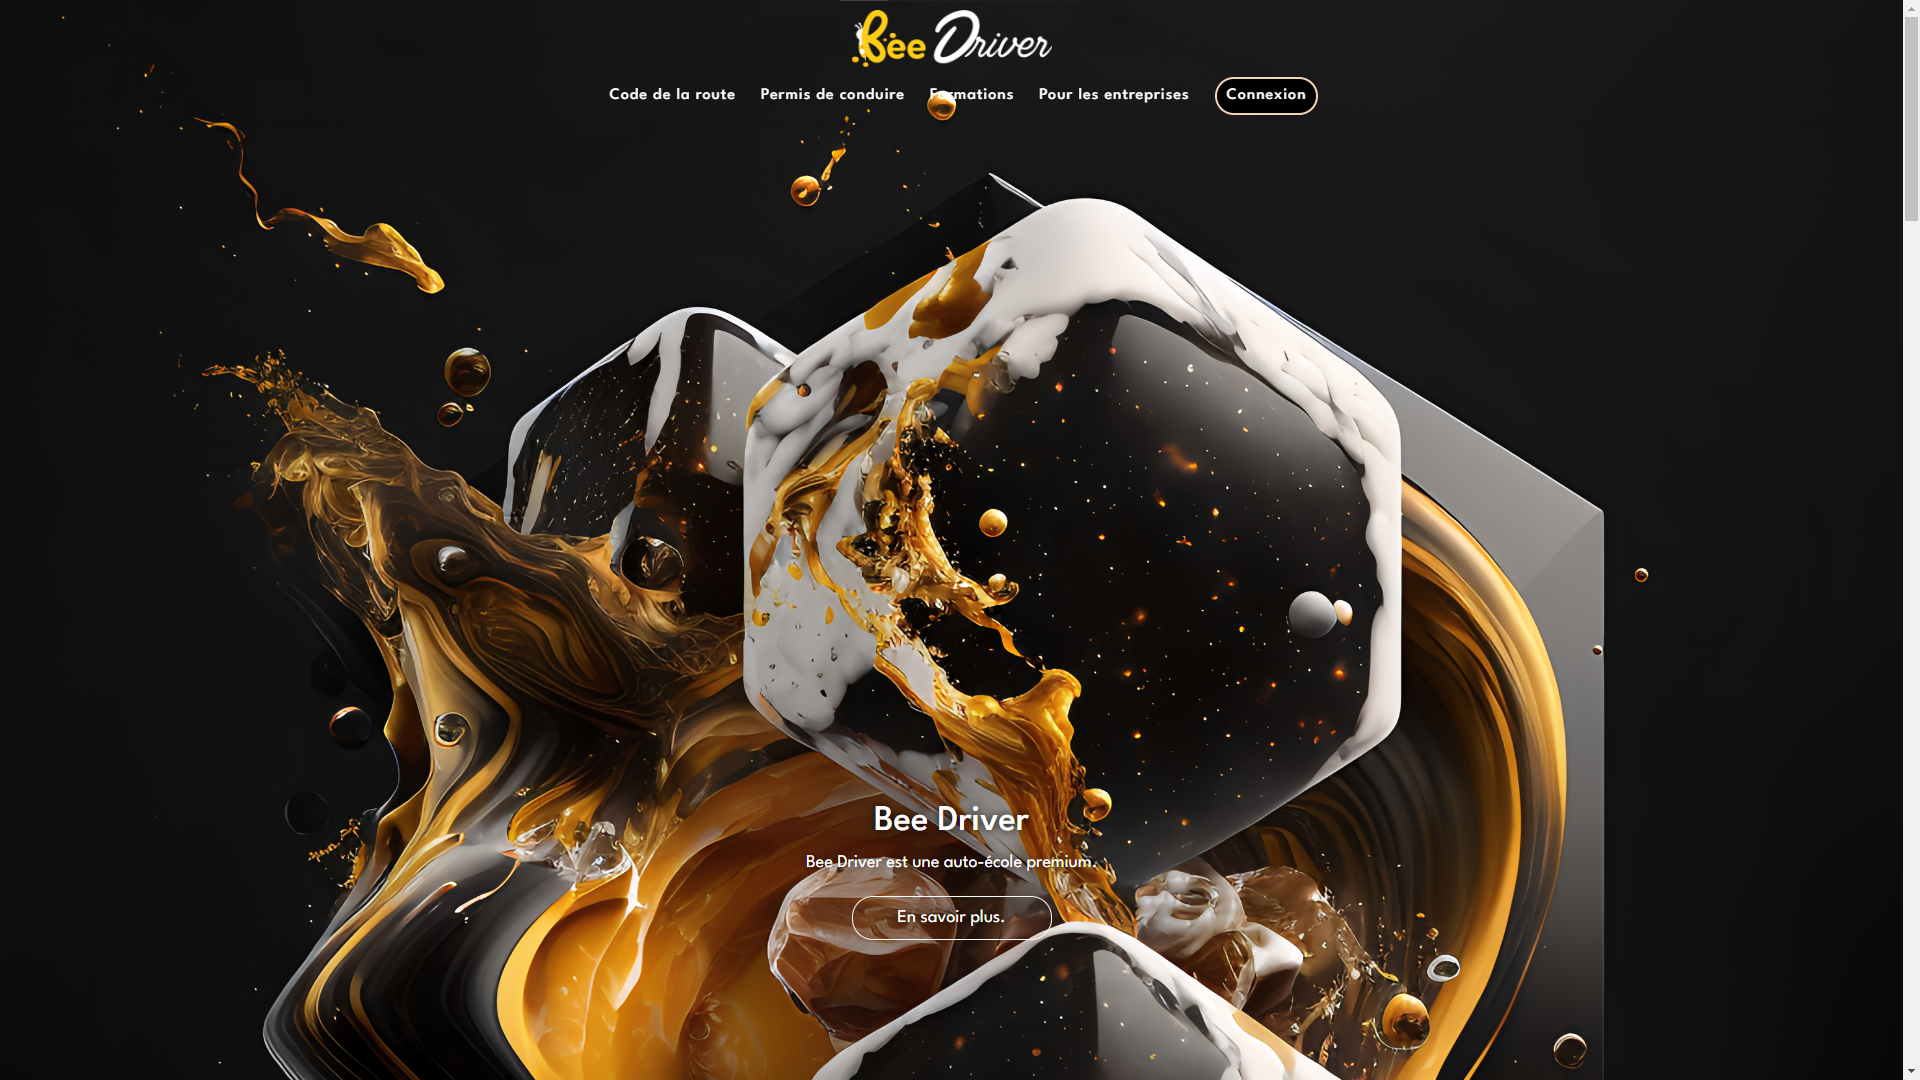 Bee Driver
Code de la route Permis de conduire Formations Pour les entreprises Connexion
Bee Driver
Bee Driver est une auto-école premium.
En savoir plus.